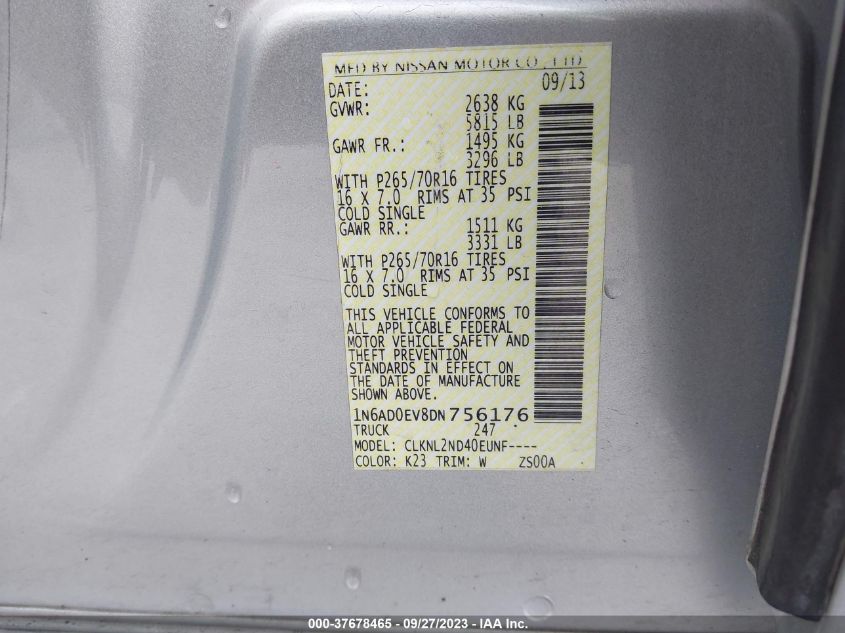 MFD BY NISSAN MOTOR CO., LTD
DATE: 09/13
GVWR: 2638 KG
5815 LB
GAWR FR.: 1495 KG
3296 LB
WITH P265/70R16 TIRES
16 X 7.0 RIMS AT 35 PSI
COLD SINGLE
GAWR RR.: 1511 KG
3331 LB
WITH P265/70R16 TIRES
16 X 7.0 RIMS AT 35 PSI
COLD SINGLE
THIS VEHICLE CONFORMS TO
ALL APPLICABLE FEDERAL
MOTOR VEHICLE SAFETY AND
THEFT PREVENTION
STANDARDS IN EFFECT ON
THE DATE OF MANUFACTURE
SHOWN ABOVE.
1N6AD0EV8DN756176
TRUCK 247
MODEL: CLKNL2ND40EUNF----
COLOR: K23 TRIM: W ZS00A
000-37678465 - 09/27/2023 - IAA Inc.